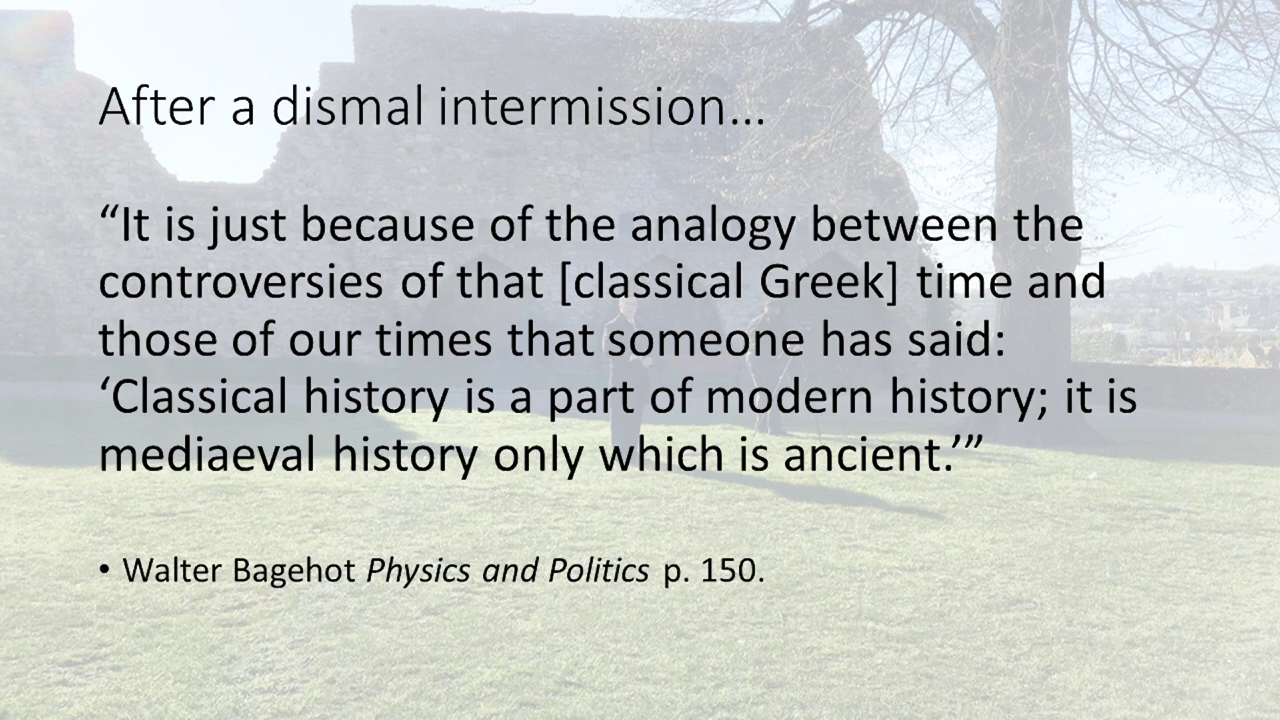 After a dismal intermission…
“It is just because of the analogy between the
controversies of that [classical Greek] time and
those of our times that someone has said:
‘Classical history is a part of modern history; it is
mediaeval history only which is ancient.’”
• Walter Bagehot Physics and Politics p. 150.